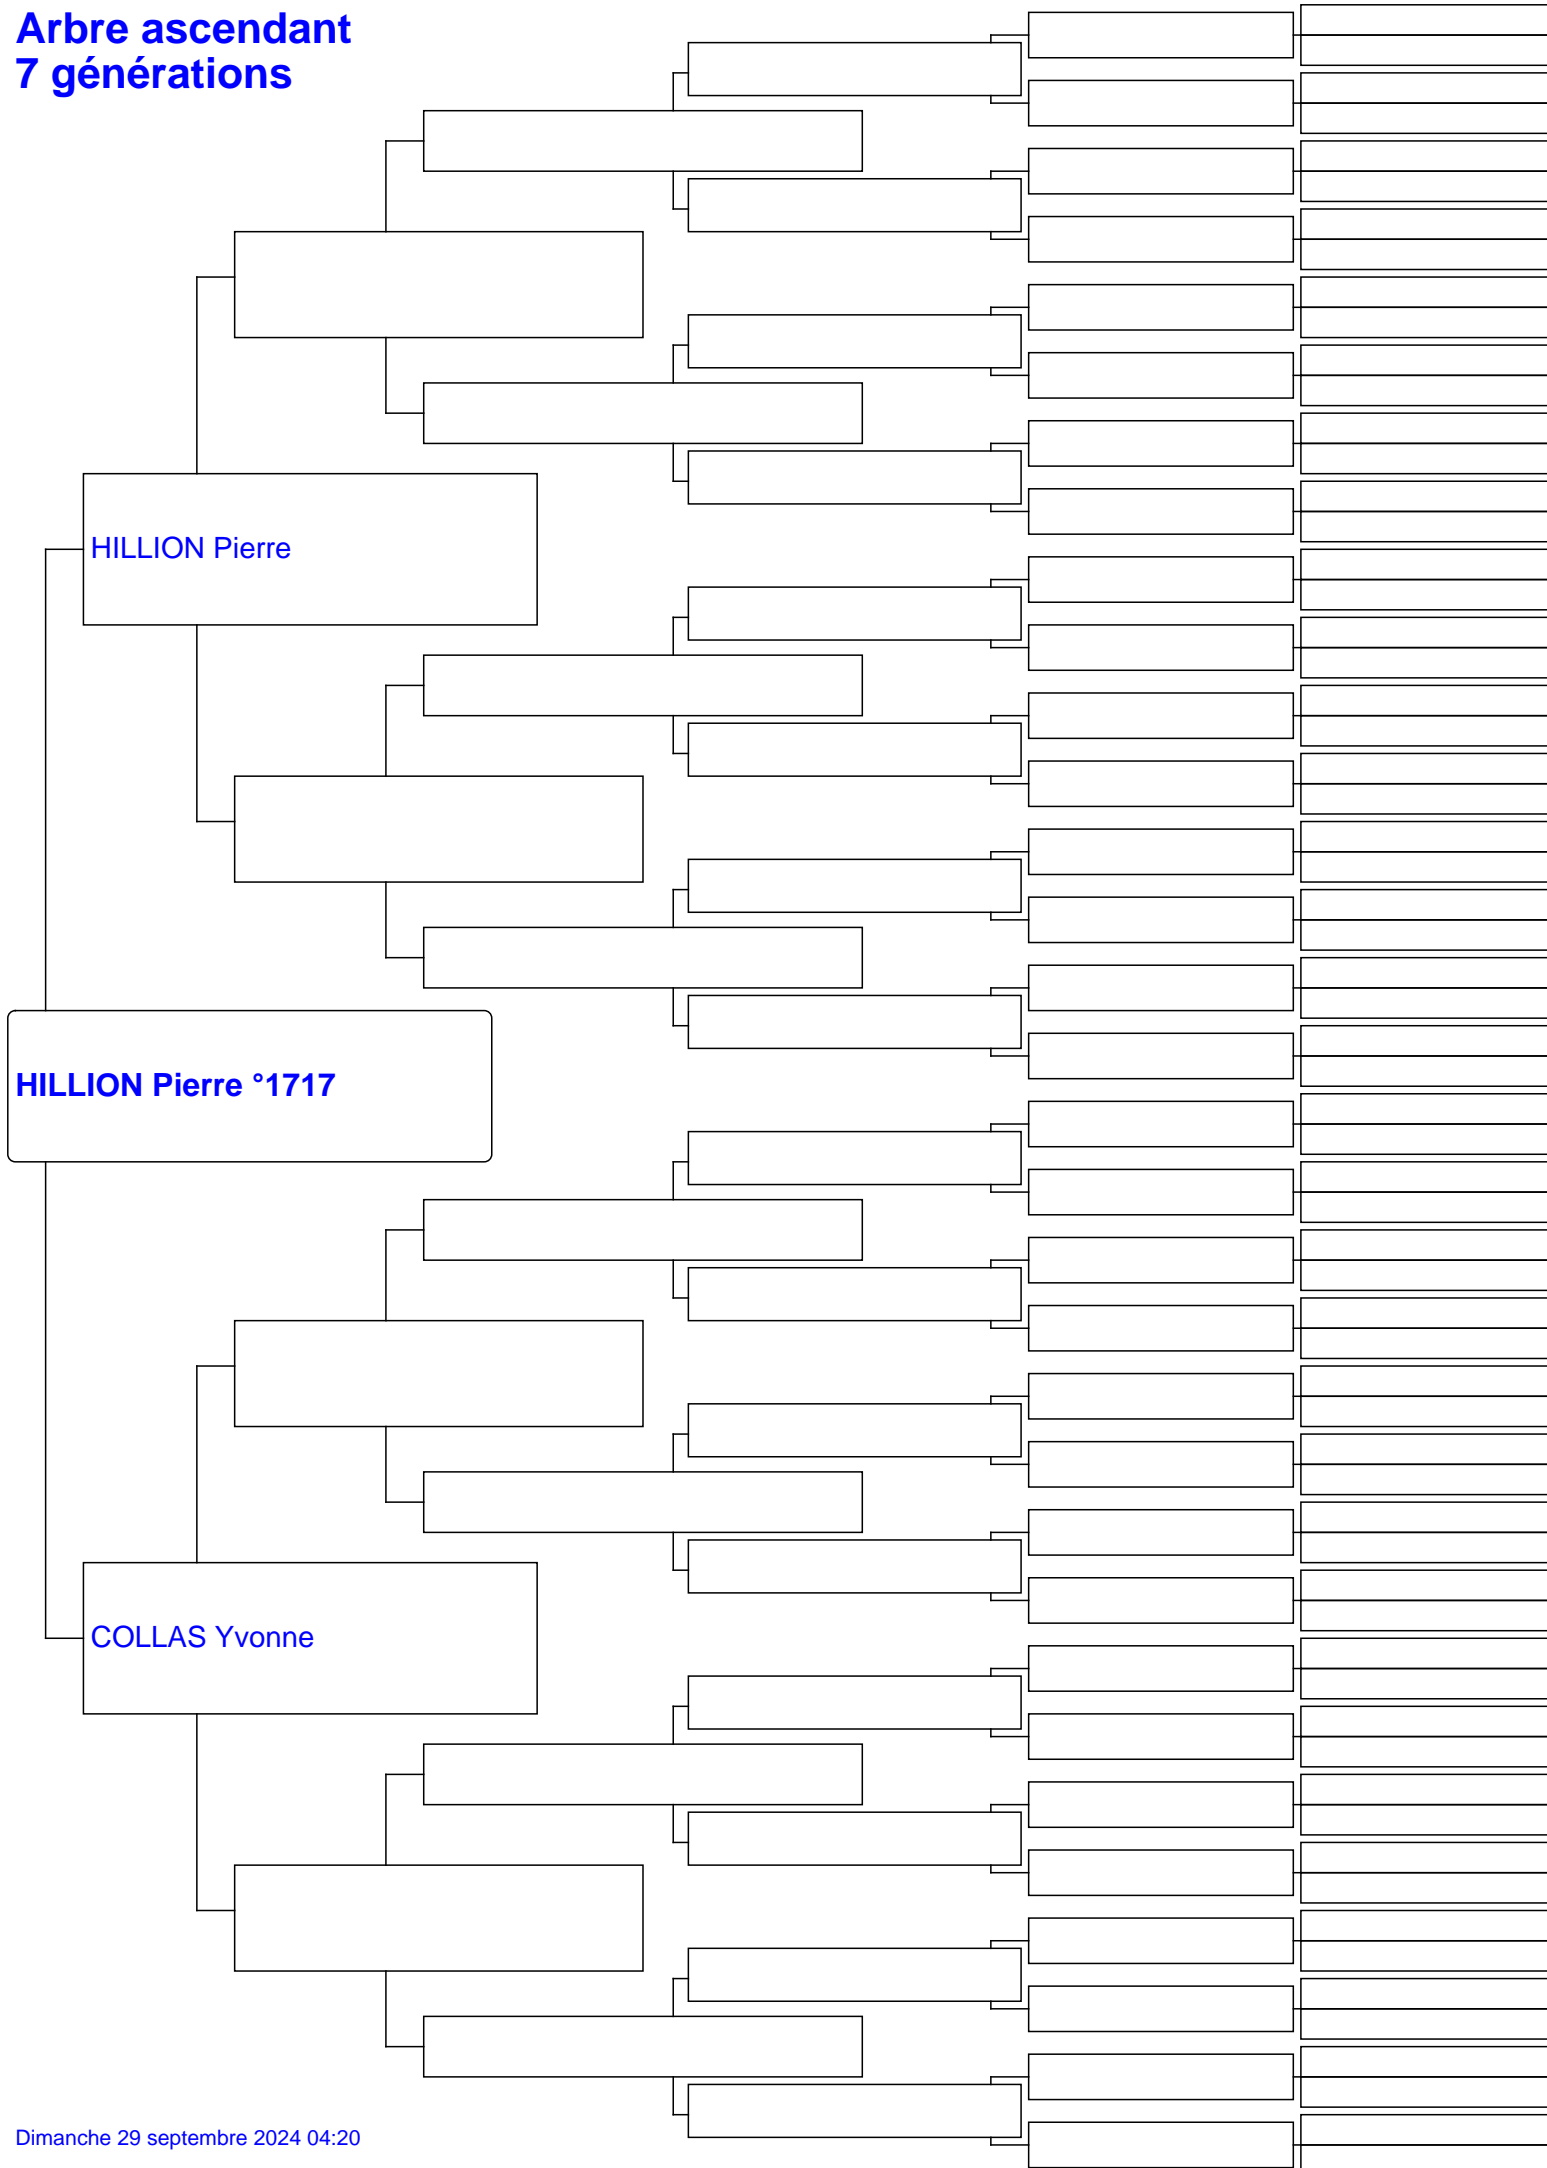 Arbre ascendant
7 générations
HILLION Pierre
HILLION Pierre °1717
COLLAS Yvonne
Dimanche 29 septembre 2024 04:20